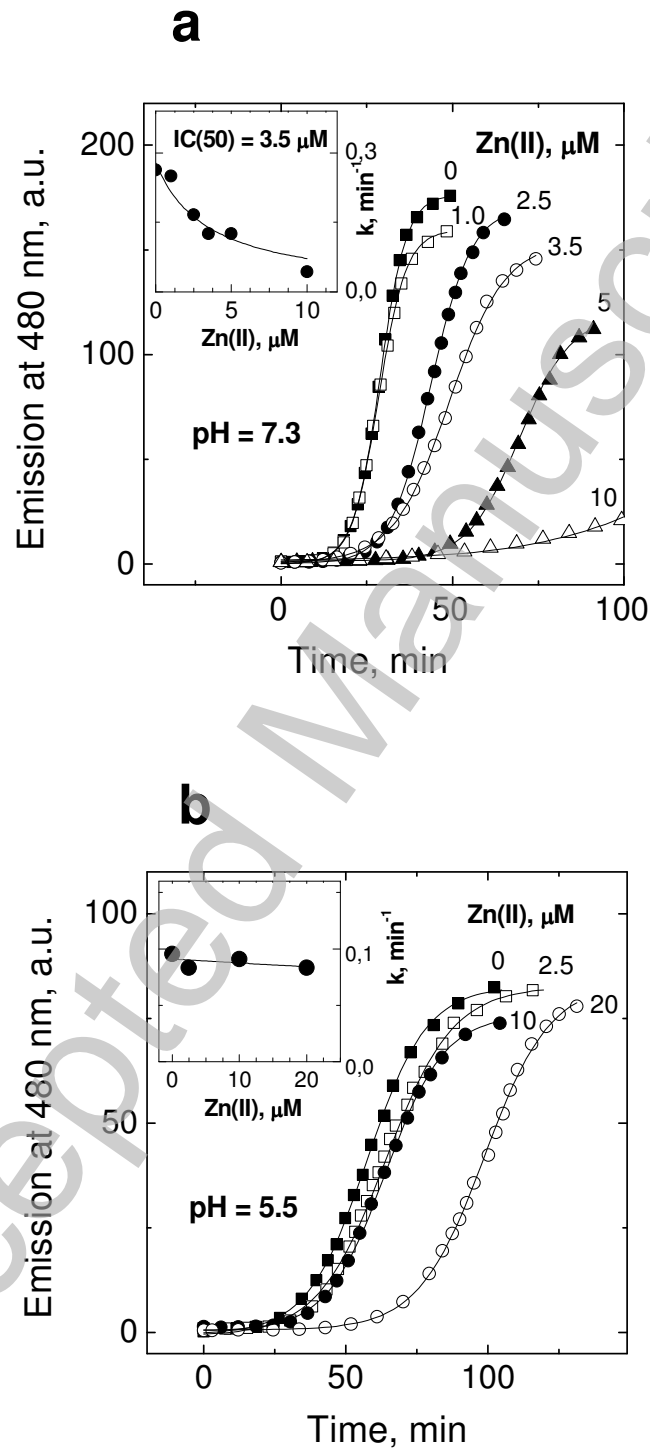 a
Emission at 480 nm, a.u.
200
100
0
0 50 100
Time, min
pH = 7.3
Zn(II), μM
0
1.0
2.5
3.5
5
10
IC(50) = 3.5 μM
k, min-1
0,3
0,0
0 5 10
Zn(II), μM
b
Emission at 480 nm, a.u.
100
50
0
0 50 100
Time, min
pH = 5.5
Zn(II), μM
0
2.5
10
20
k, min-1
0,1
0,0
0 10 20
Zn(II), μM
epted Manusc